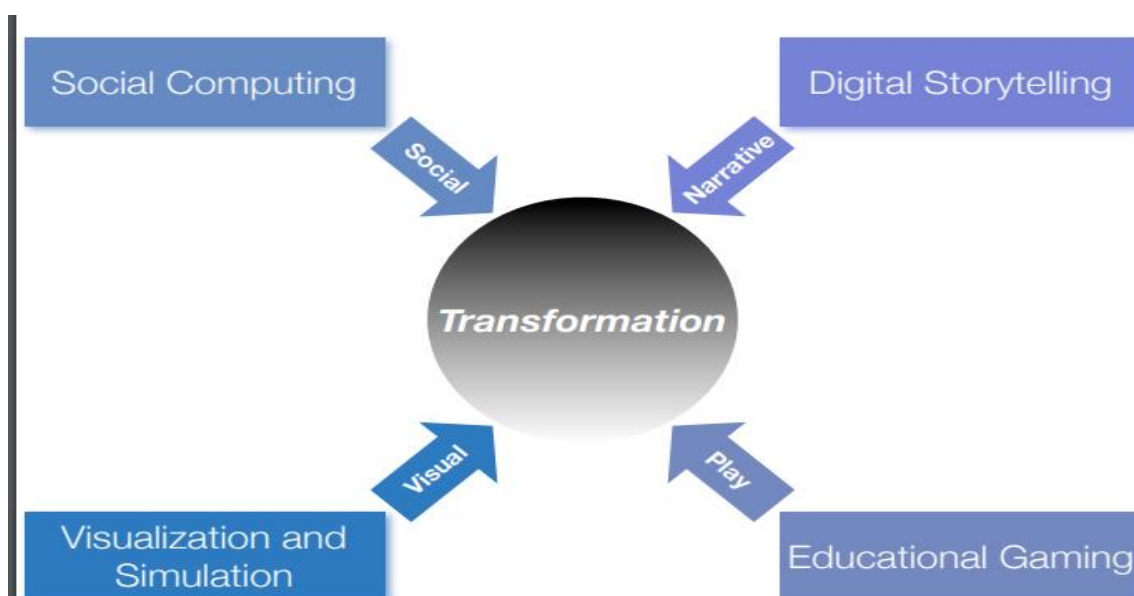 Social Computing
Digital Storytelling
Social
Narrative
Transformation
Visual
Play
Visualization and
Simulation
Educational Gaming